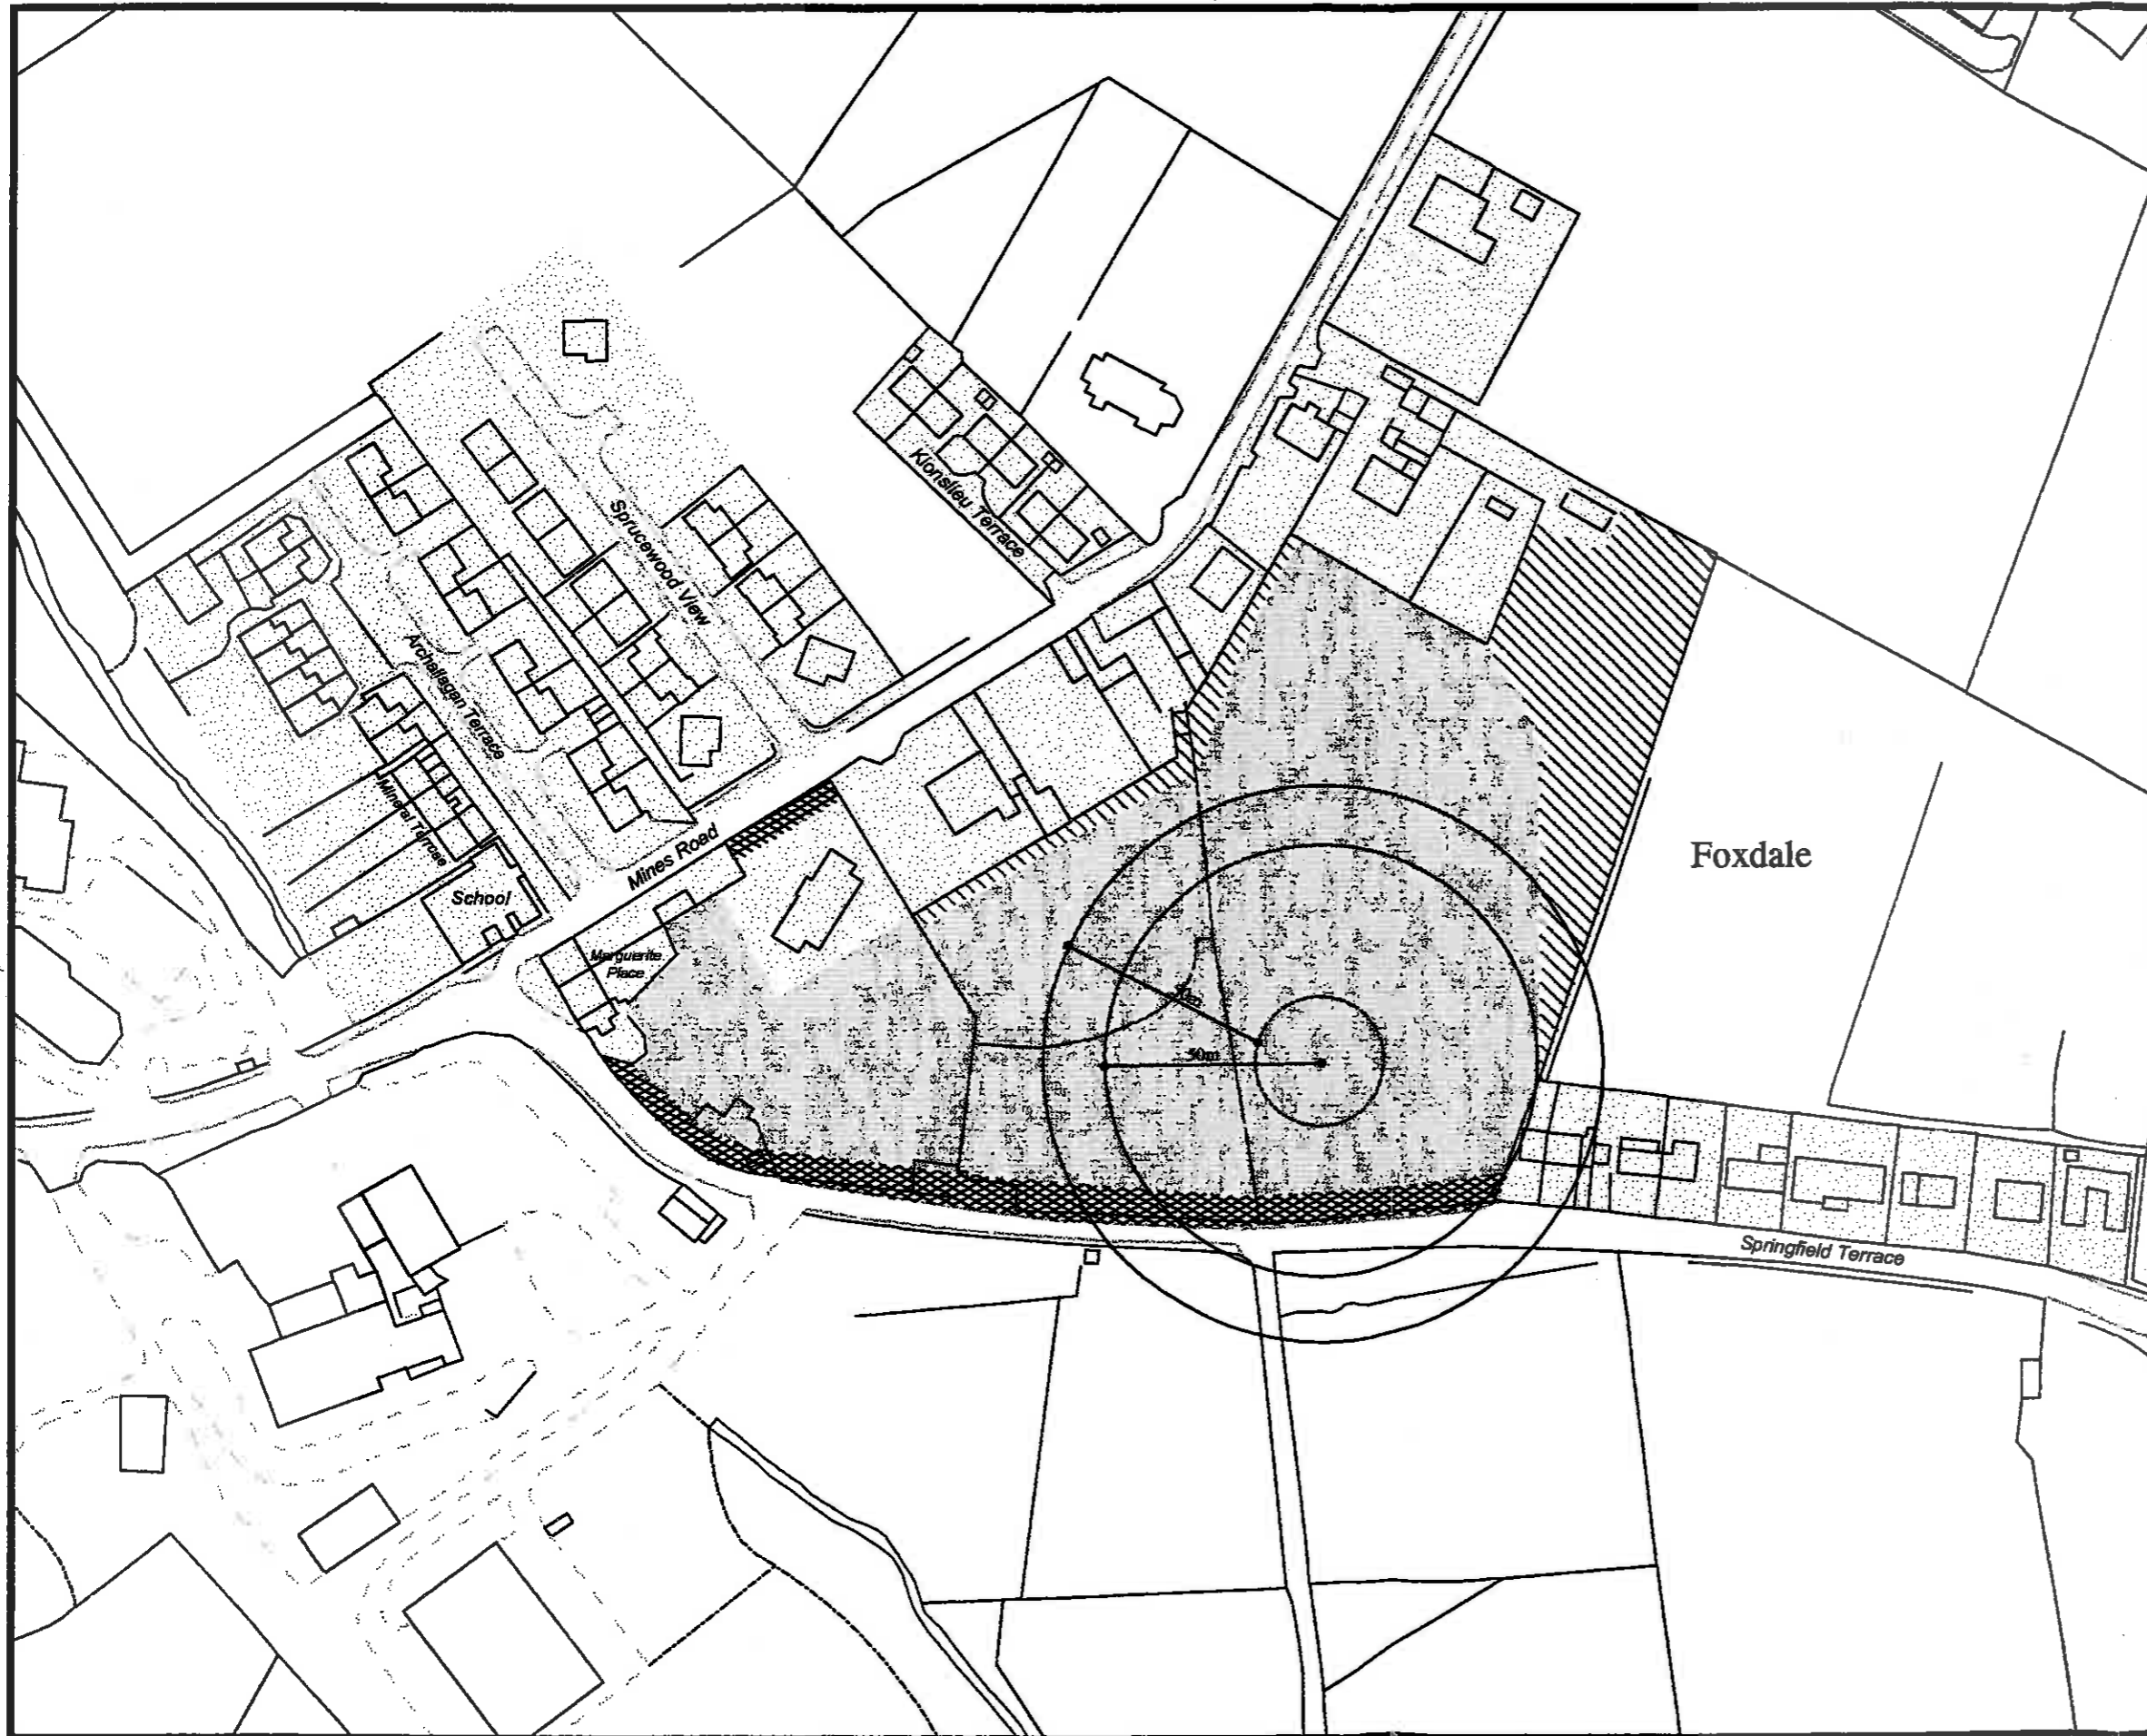 Klonslieu Terrace
Sprucewood View
Archallagan Terrace
Mineral Terrace
School
Mines Road
Marguerite
Place
Foxdale
50m
Springfield Terrace